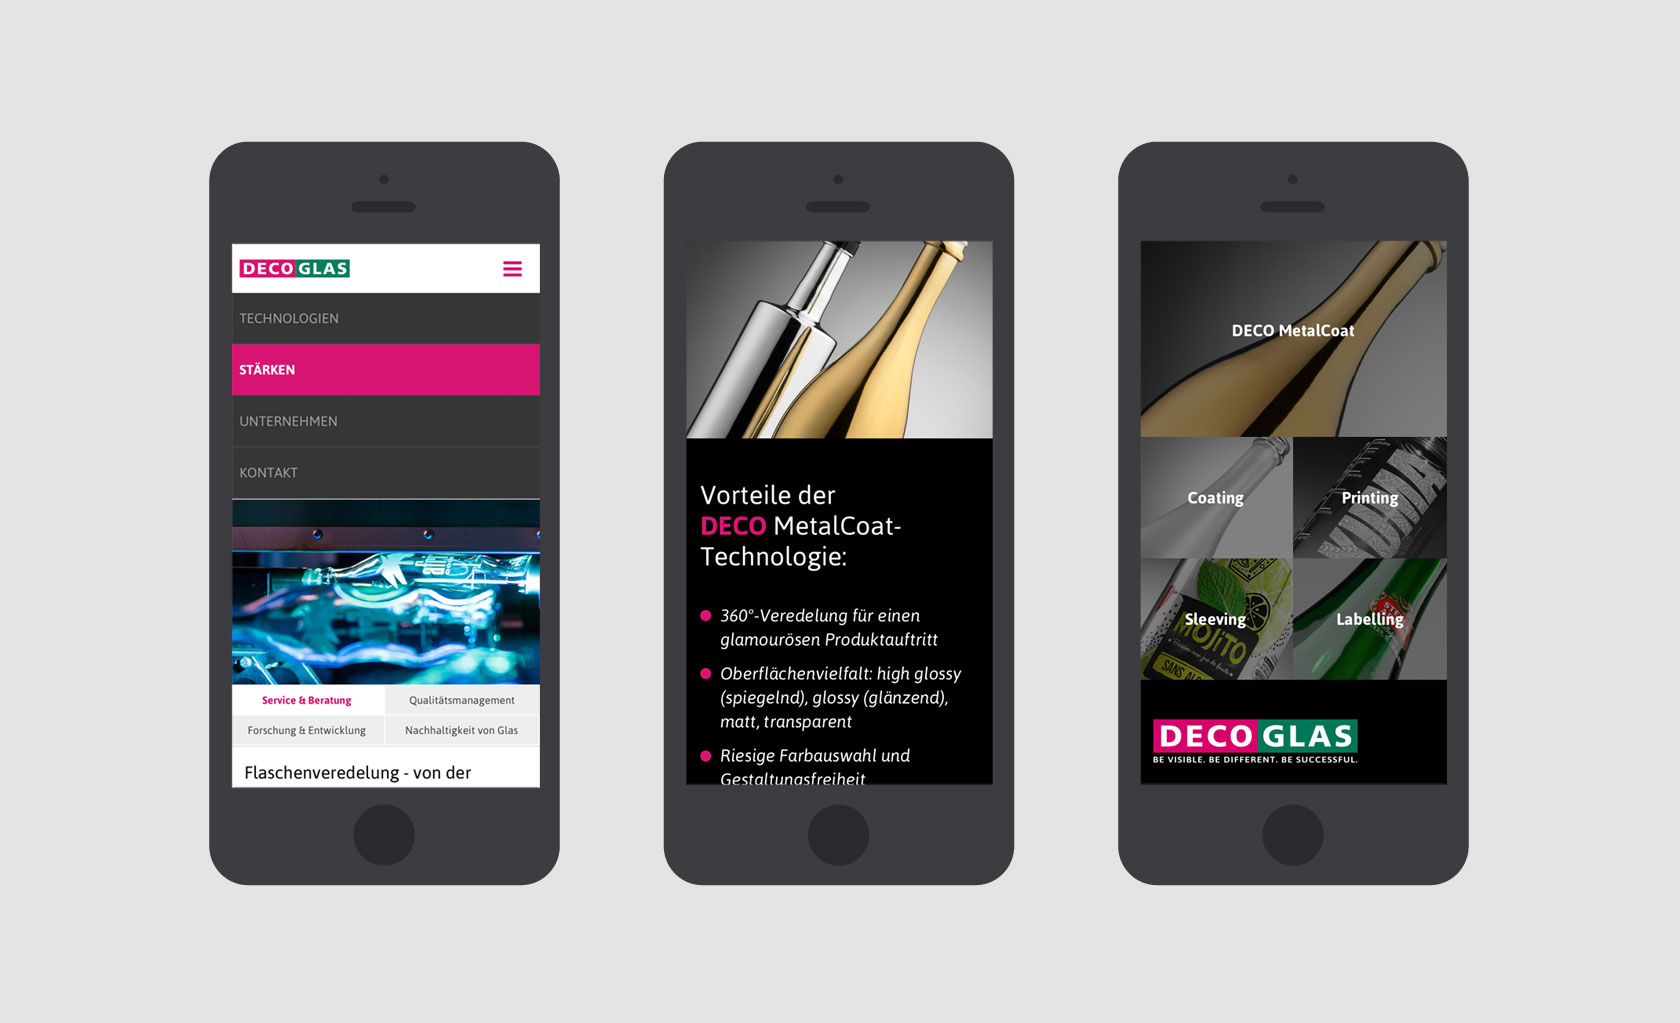 DECO GLAS
TECHNOLOGIEN
STÄRKEN
UNTERNEHMEN
KONTAKT
Service & Beratung
Qualitätsmanagement
Forschung & Entwicklung
Nachhaltigkeit von Glas
Flaschenveredelung - von der
Vorteile der
DECO MetalCoat-
Technologie:
360°-Veredelung für einen
glamourösen Produktauftritt
Oberflächenvielfalt: high glossy
(spiegelnd), glossy (glänzend),
matt, transparent
Riesige Farbauswahl und
Gestaltungsfreiheit
DECO MetalCoat
Coating
Printing
Sleeving
MOJiTO
SANS
Labelling
DECO GLAS
BE VISIBLE. BE DIFFERENT. BE SUCCESSFUL.